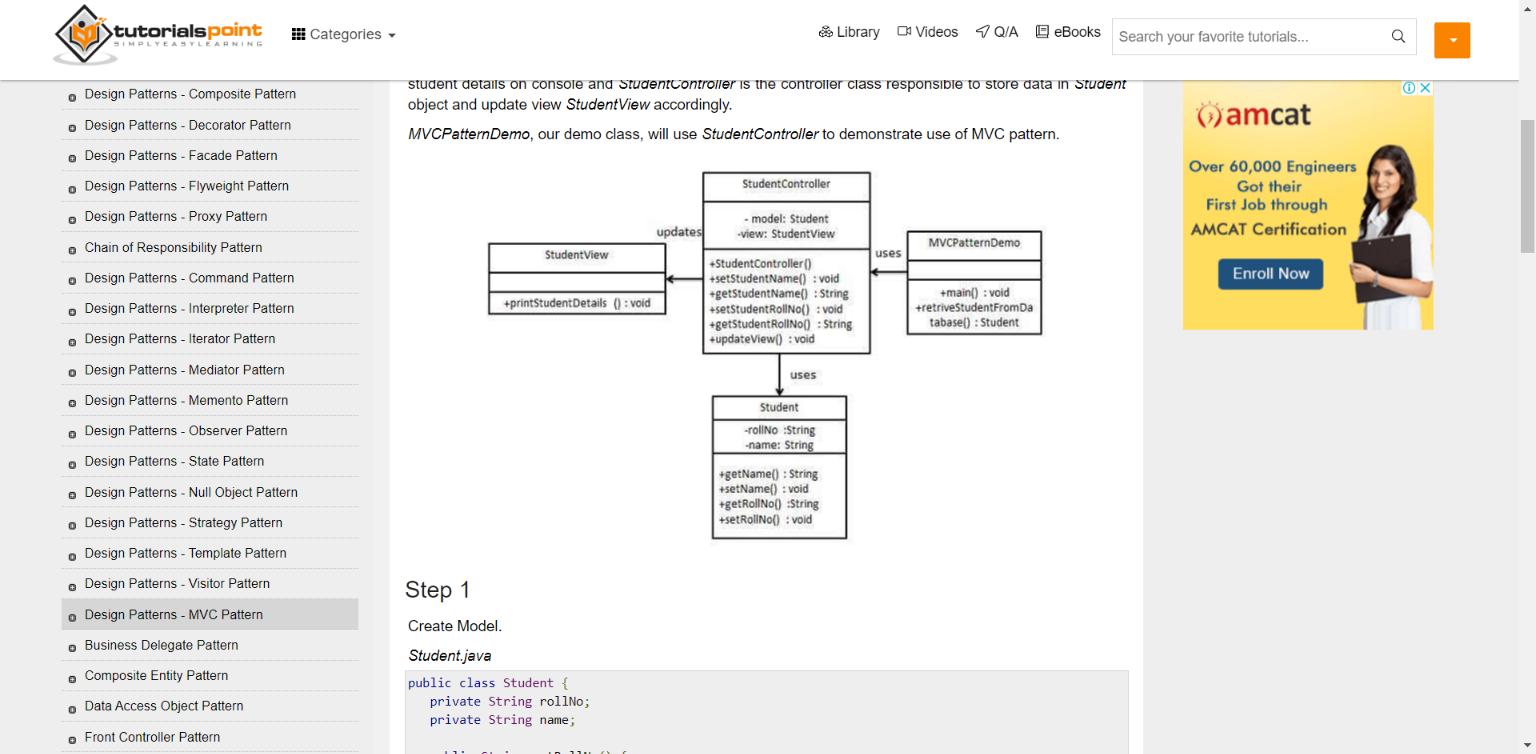 tutorialspoint
SIMPLYEASYLEARNING
Categories
Library
Videos
Q/A
eBooks
Search your favorite tutorials...
Design Patterns - Composite Pattern
Design Patterns - Decorator Pattern
Design Patterns - Facade Pattern
Design Patterns - Flyweight Pattern
Design Patterns - Proxy Pattern
Chain of Responsibility Pattern
Design Patterns - Command Pattern
Design Patterns - Interpreter Pattern
Design Patterns - Iterator Pattern
Design Patterns - Mediator Pattern
Design Patterns - Memento Pattern
Design Patterns - Observer Pattern
Design Patterns - State Pattern
Design Patterns - Null Object Pattern
Design Patterns - Strategy Pattern
Design Patterns - Template Pattern
Design Patterns - Visitor Pattern
Design Patterns - MVC Pattern
Business Delegate Pattern
Composite Entity Pattern
Data Access Object Pattern
Front Controller Pattern
student details on console and StudentController is the controller class responsible to store data in Student
object and update view StudentView accordingly.
MVCPatternDemo, our demo class, will use StudentController to demonstrate use of MVC pattern.
StudentController
- model: Student
-view: StudentView
+StudentController()
+setStudentName() : void
+getStudentName() : String
+setStudentRollNo() : void
+getStudentRollNo() : String
+updateView() : void
updates
StudentView
+printStudentDetails () : void
uses
MVCPatternDemo
+main() : void
+retriveStudentFromDa
tabase() : Student
uses
Student
-rollNo :String
-name: String
+getName() : String
+setName() : void
+getRollNo() :String
+setRollNo() : void
Step 1
Create Model.
Student.java
public class Student {
private String rollNo;
private String name;
amcat
Over 60,000 Engineers
Got their
First Job through
AMCAT Certification
Enroll Now